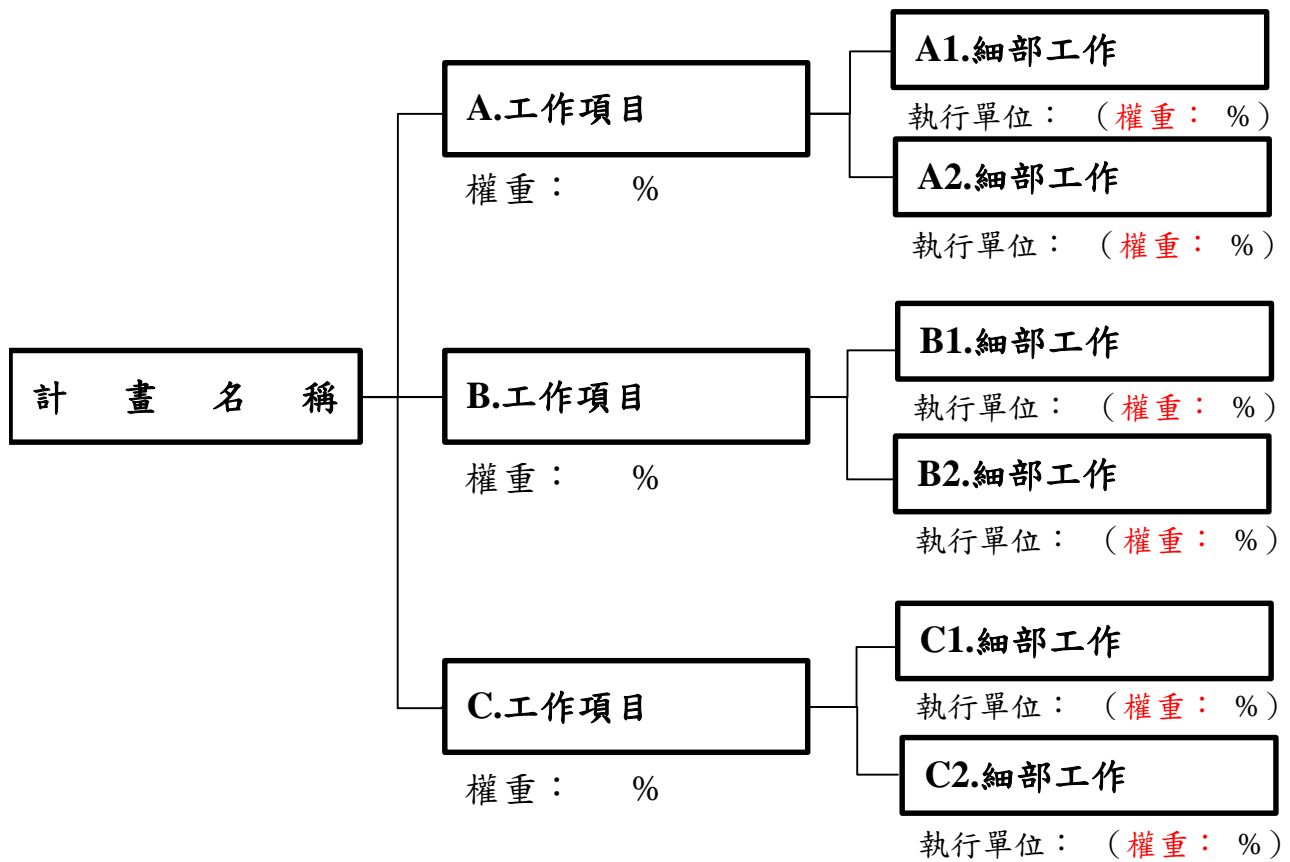 計畫名稱
A.工作項目
權重： %
A1.細部工作
執行單位： （權重： %）
A2.細部工作
執行單位： （權重： %）
B.工作項目
權重： %
B1.細部工作
執行單位： （權重： %）
B2.細部工作
執行單位： （權重： %）
C.工作項目
權重： %
C1.細部工作
執行單位： （權重： %）
C2.細部工作
執行單位： （權重： %）